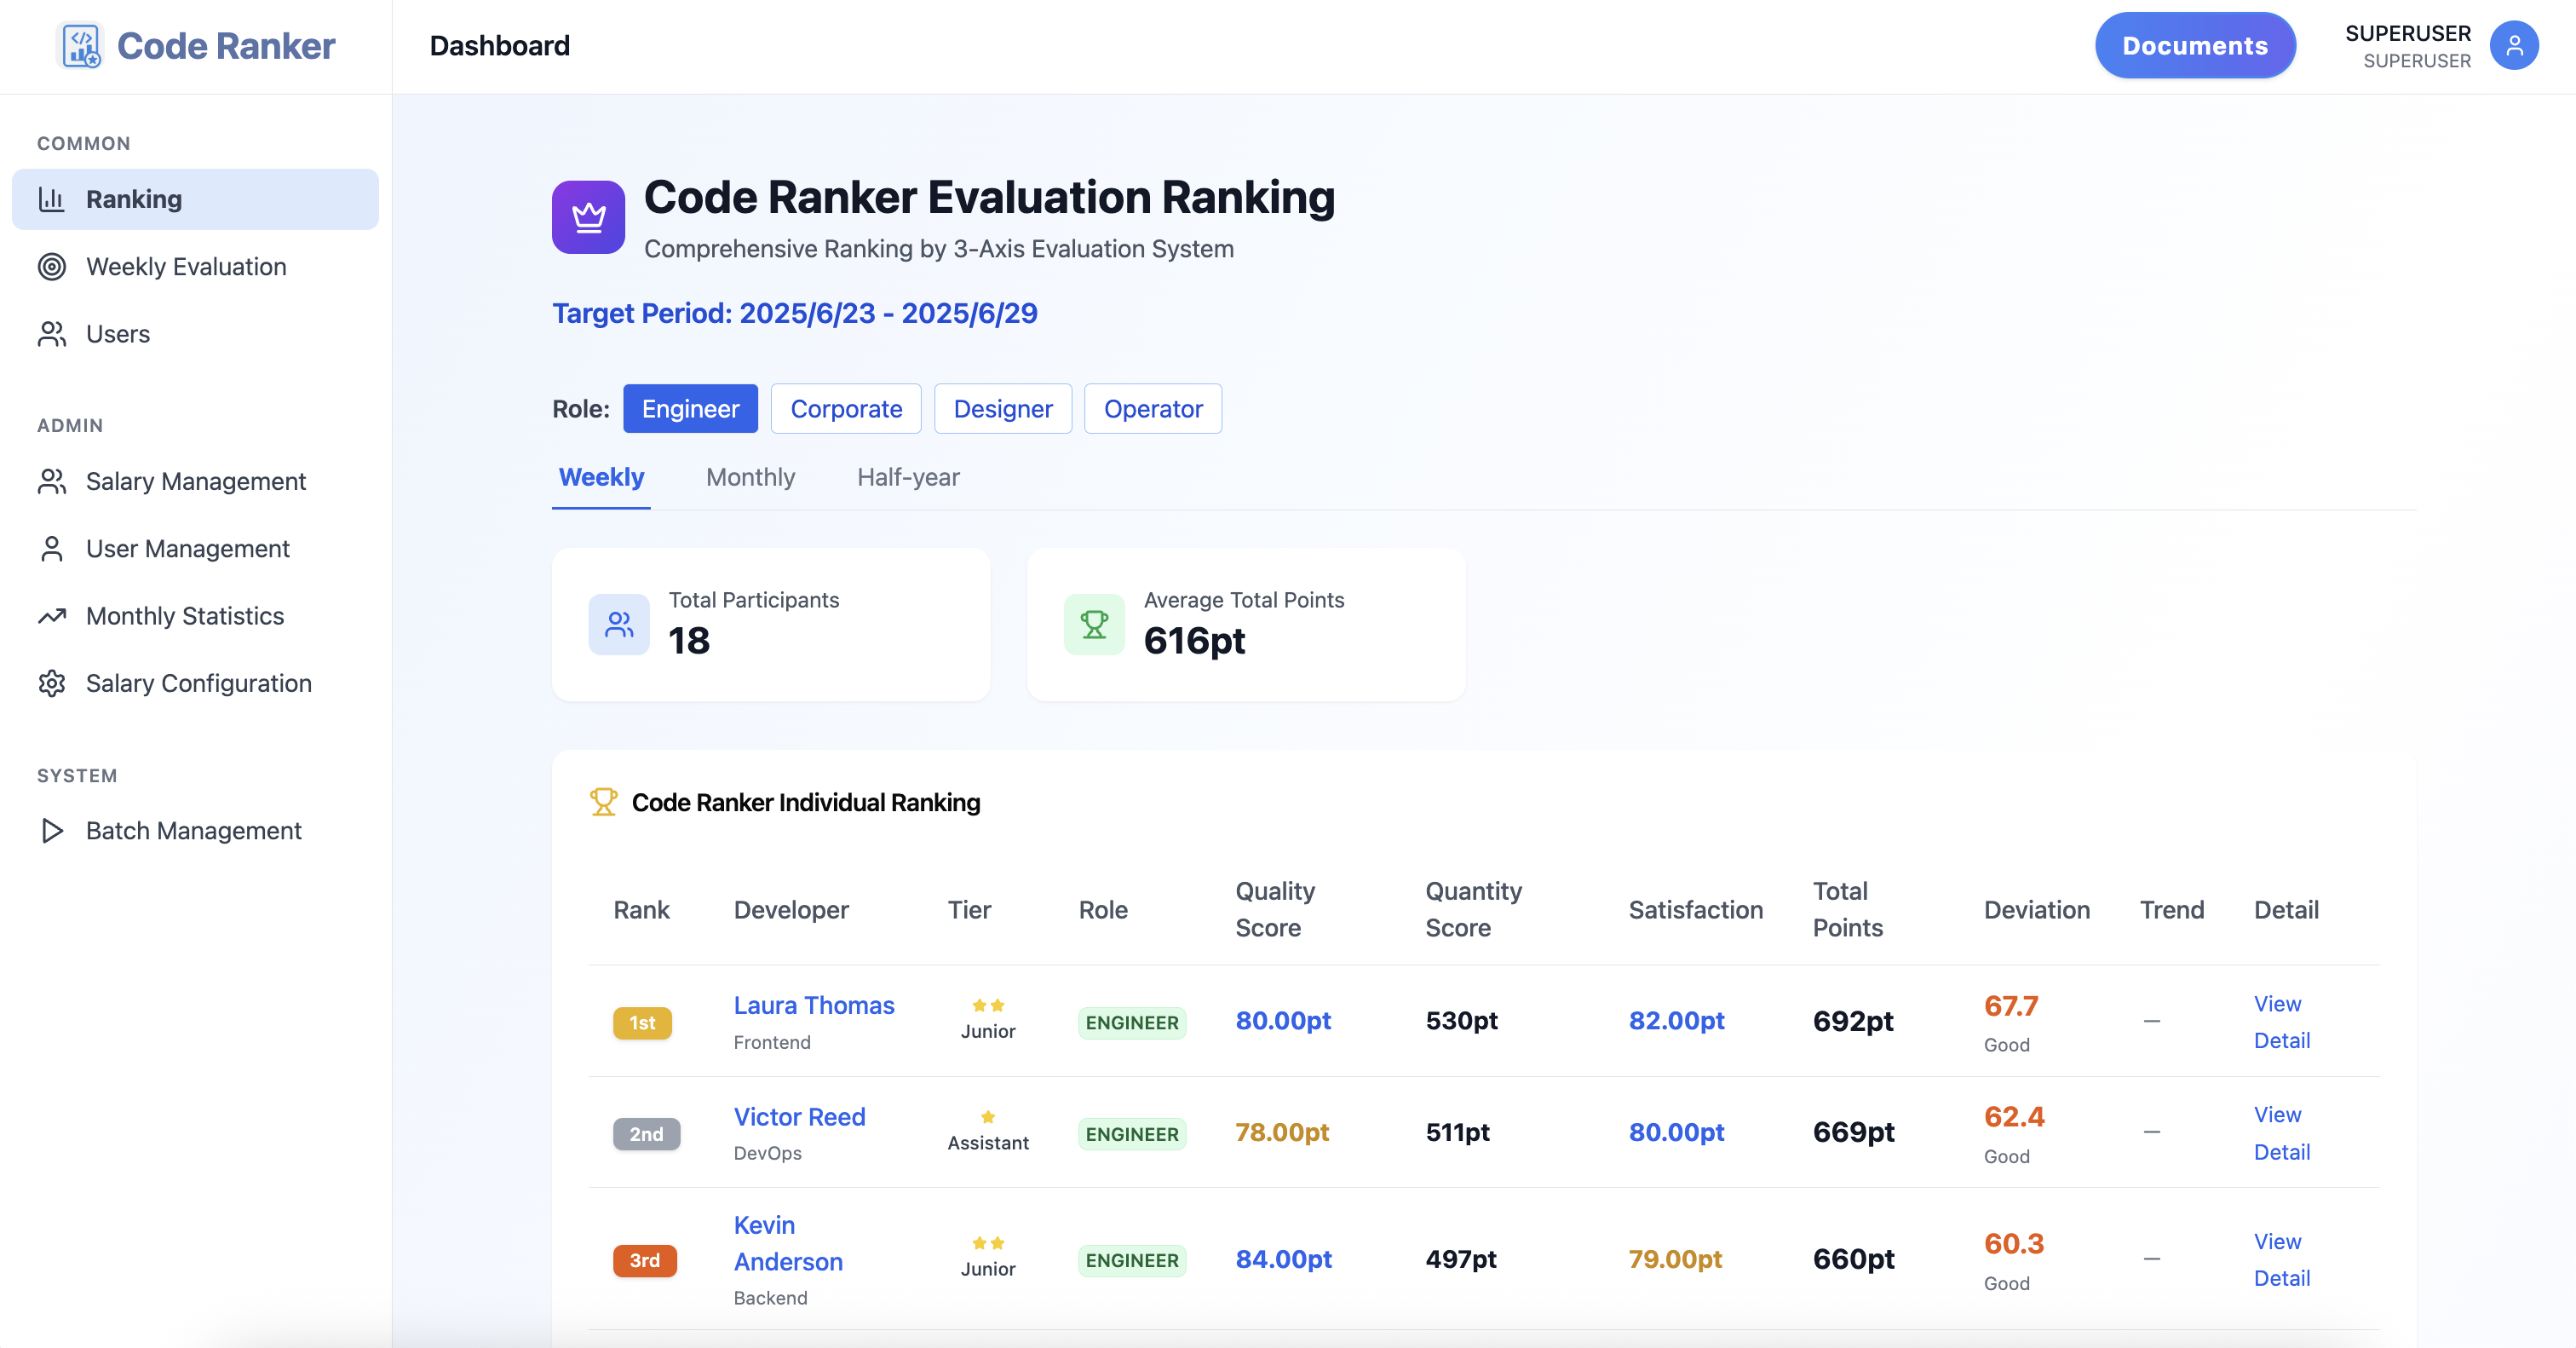 Code Ranker
Dashboard
Documents
SUPERUSER
SUPERUSER
COMMON
Ranking
Weekly Evaluation
Users
ADMIN
Salary Management
User Management
Monthly Statistics
Salary Configuration
SYSTEM
Batch Management
Code Ranker Evaluation Ranking
Comprehensive Ranking by 3-Axis Evaluation System
Target Period: 2025/6/23 - 2025/6/29
Role: Engineer Corporate Designer Operator
Weekly Monthly Half-year
Total Participants
18
Average Total Points
616pt
Code Ranker Individual Ranking
Rank Developer Tier Role Quality Score Quantity Score Satisfaction Total Points Deviation Trend Detail
1st Laura Thomas Frontend Junior ENGINEER 80.00pt 530pt 82.00pt 692pt 67.7 Good — View Detail
2nd Victor Reed DevOps Assistant ENGINEER 78.00pt 511pt 80.00pt 669pt 62.4 Good — View Detail
3rd Kevin Anderson Backend Junior ENGINEER 84.00pt 497pt 79.00pt 660pt 60.3 Good — View Detail